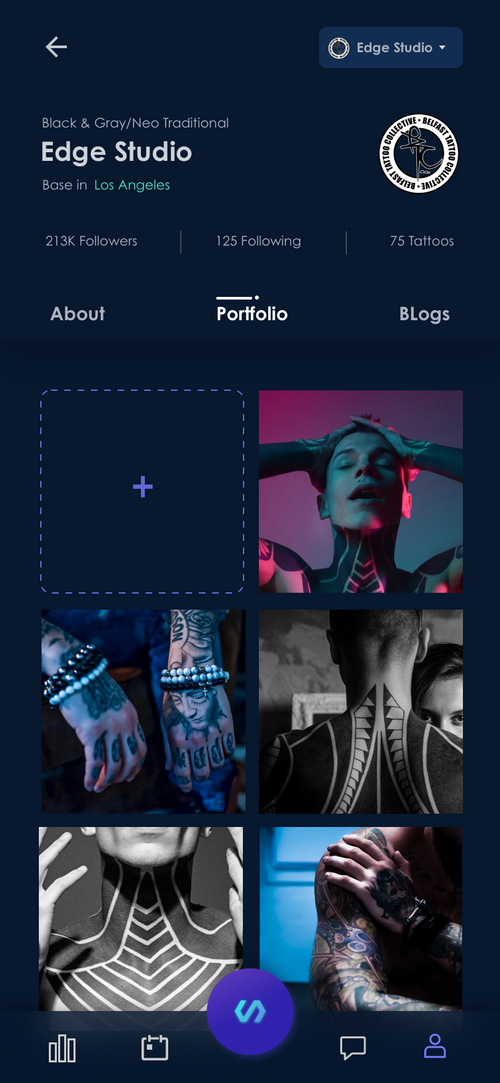 Edge Studio
Black & Gray/Neo Traditional
Edge Studio
Base in Los Angeles
BELFAST TATTOO COLLECTIVE • BELFAST TATTOO COLLECTIVE •
213K Followers
125 Following
75 Tattoos
About
Portfolio
BLogs
+